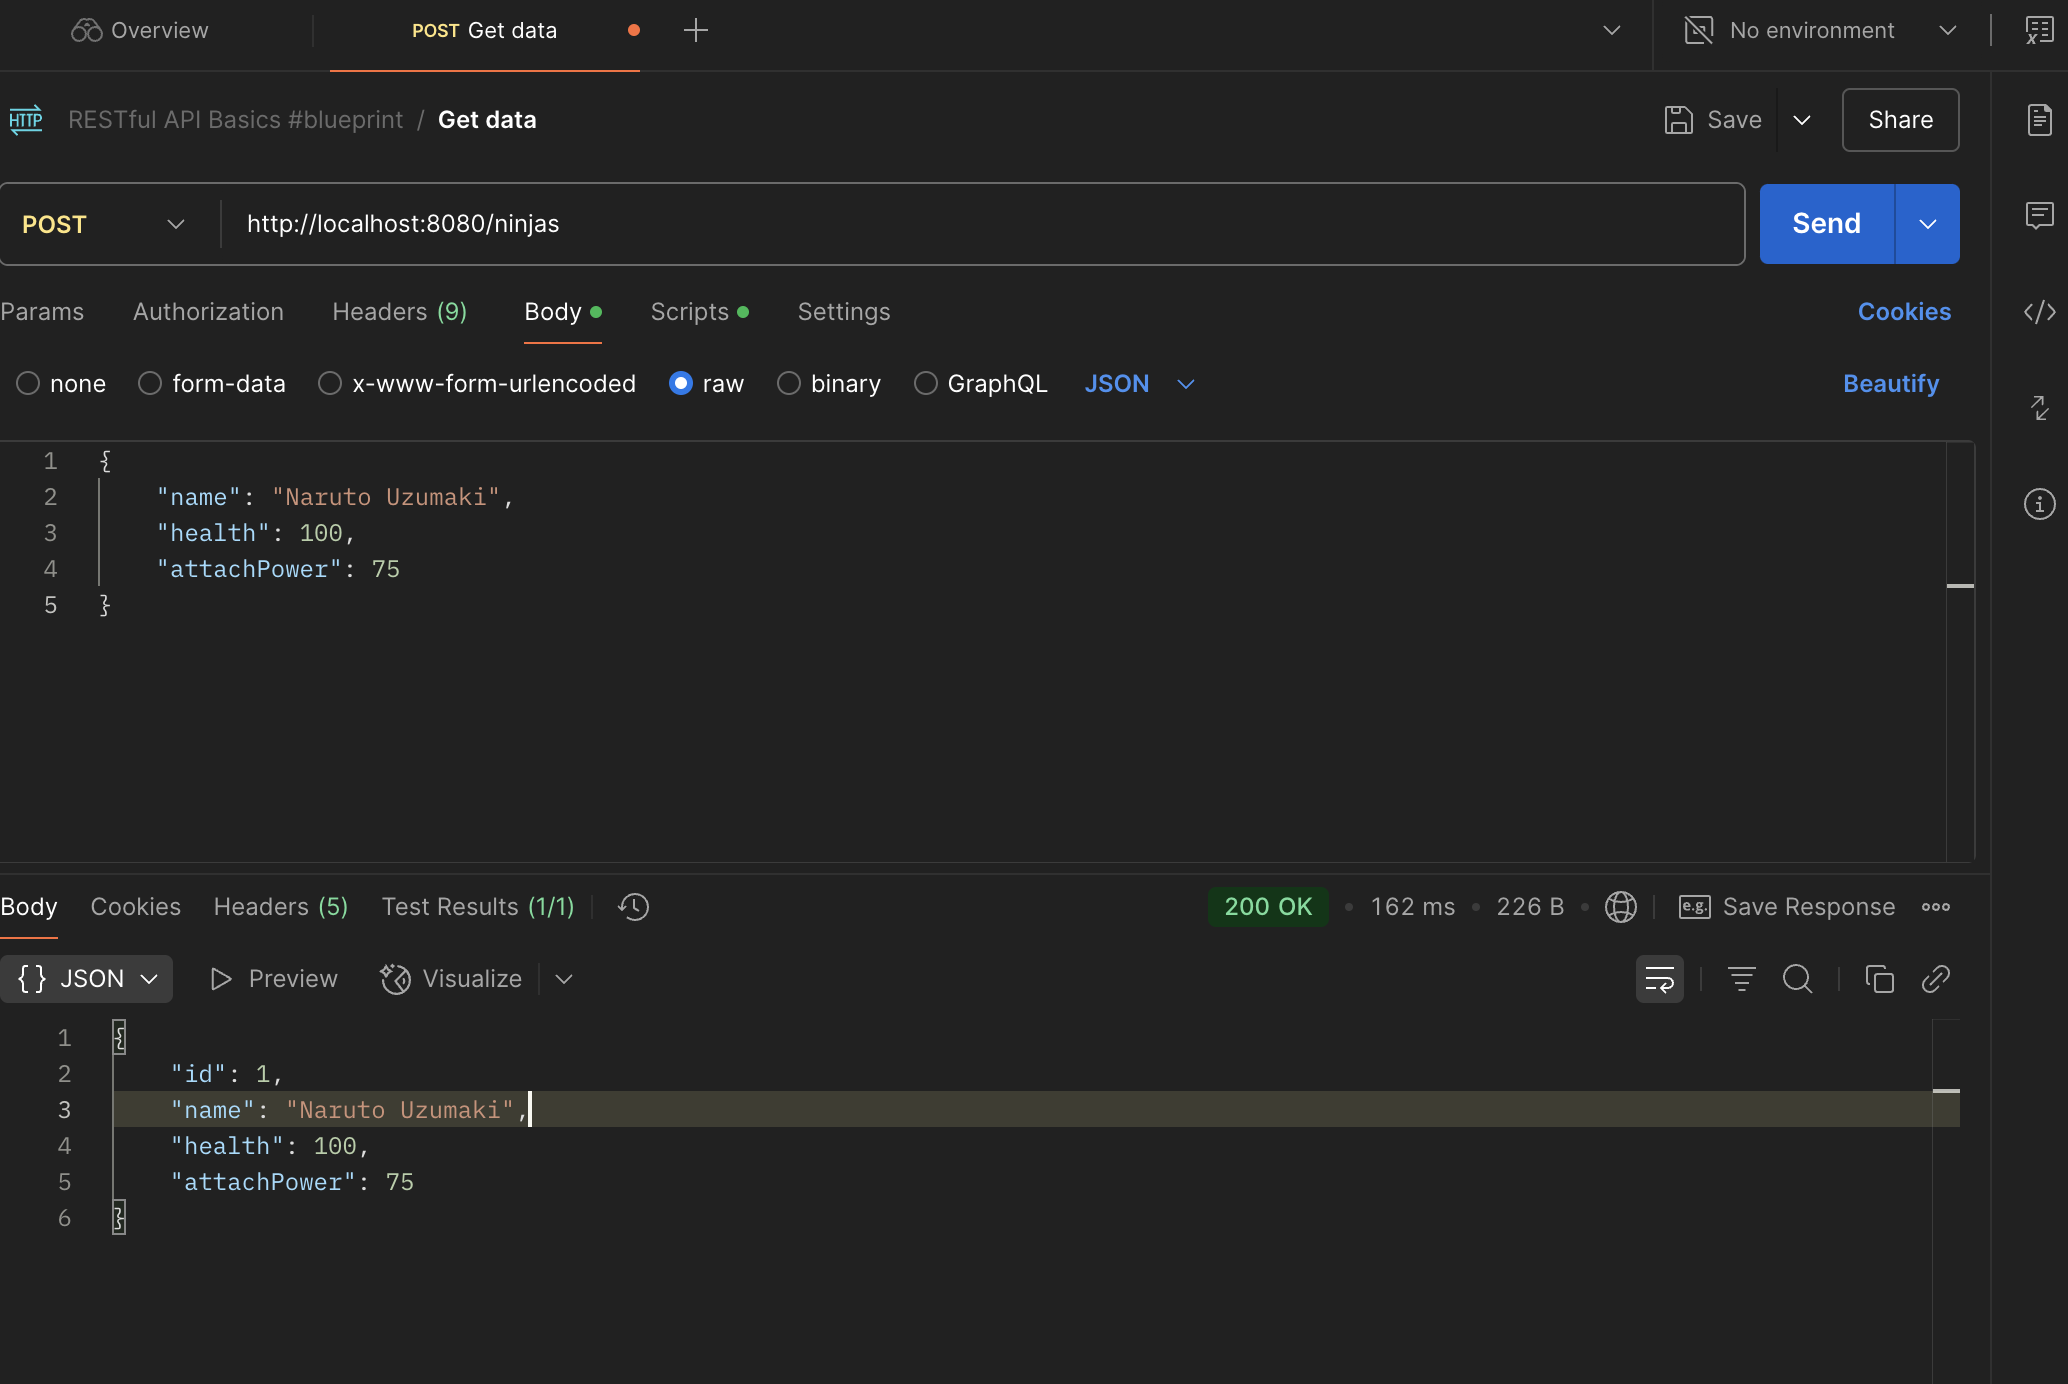 Overview
POST Get data
No environment
HTTP RESTful API Basics #blueprint / Get data
Save
Share
POST
http://localhost:8080/ninjas
Send
Params
Authorization
Headers (9)
Body
Scripts
Settings
Cookies
none
form-data
x-www-form-urlencoded
raw
binary
GraphQL
JSON
Beautify
1 {
2 "name": "Naruto Uzumaki",
3 "health": 100,
4 "attachPower": 75
5 }
Body
Cookies
Headers (5)
Test Results (1/1)
200 OK • 162 ms • 226 B •
e.g. Save Response
{} JSON
Preview
Visualize
1 {
2 "id": 1,
3 "name": "Naruto Uzumaki",
4 "health": 100,
5 "attachPower": 75
6 }